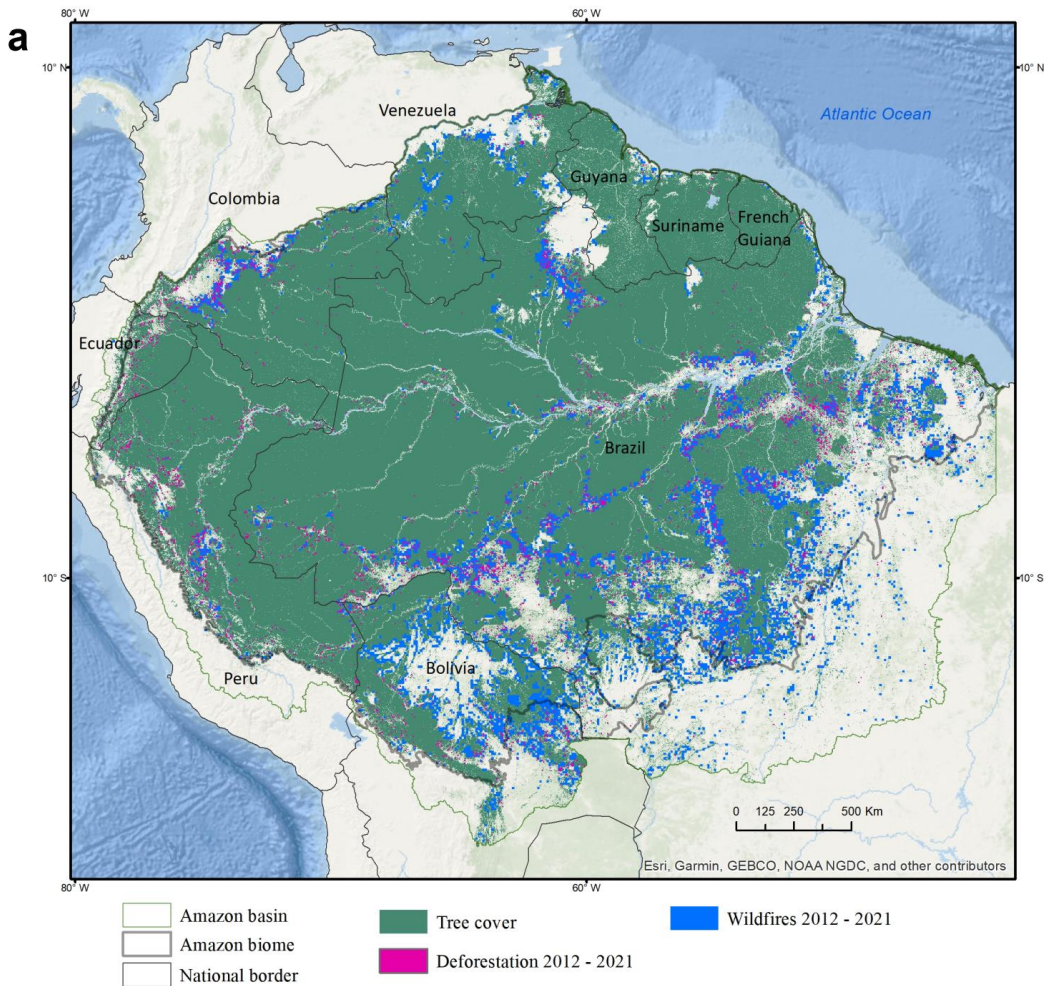 a
80° W 60° W
10° N 10° N
Venezuela
Atlantic Ocean
Guyana
Colombia
Suriname
French
Guiana
Ecuador
Brazil
10° S 10° S
Bolivia
Peru
0 125 250 500 Km
Esri, Garmin, GEBCO, NOAA NGDC, and other contributors
80° W 60° W
Amazon basin
Amazon biome
National border
Tree cover
Deforestation 2012 - 2021
Wildfires 2012 - 2021